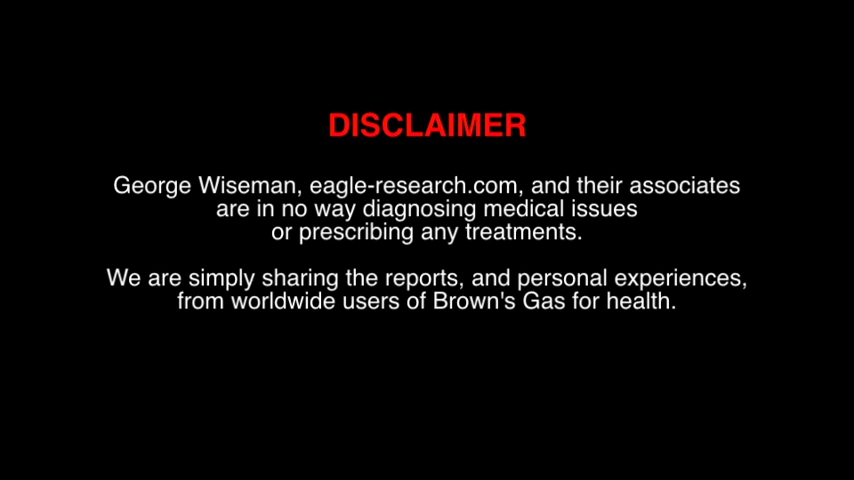 DISCLAIMER
George Wiseman, eagle-research.com, and their associates
are in no way diagnosing medical issues
or prescribing any treatments.
We are simply sharing the reports, and personal experiences,
from worldwide users of Brown's Gas for health.